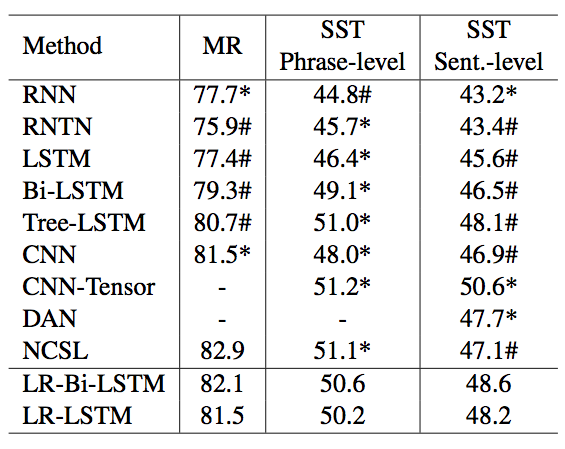 Method MR SST Phrase-level SST Sent.-level
RNN 77.7* 44.8# 43.2*
RNTN 75.9# 45.7* 43.4#
LSTM 77.4# 46.4* 45.6#
Bi-LSTM 79.3# 49.1* 46.5#
Tree-LSTM 80.7# 51.0* 48.1#
CNN 81.5* 48.0* 46.9#
CNN-Tensor - 51.2* 50.6*
DAN - - 47.7*
NCSL 82.9 51.1* 47.1#
LR-Bi-LSTM 82.1 50.6 48.6
LR-LSTM 81.5 50.2 48.2